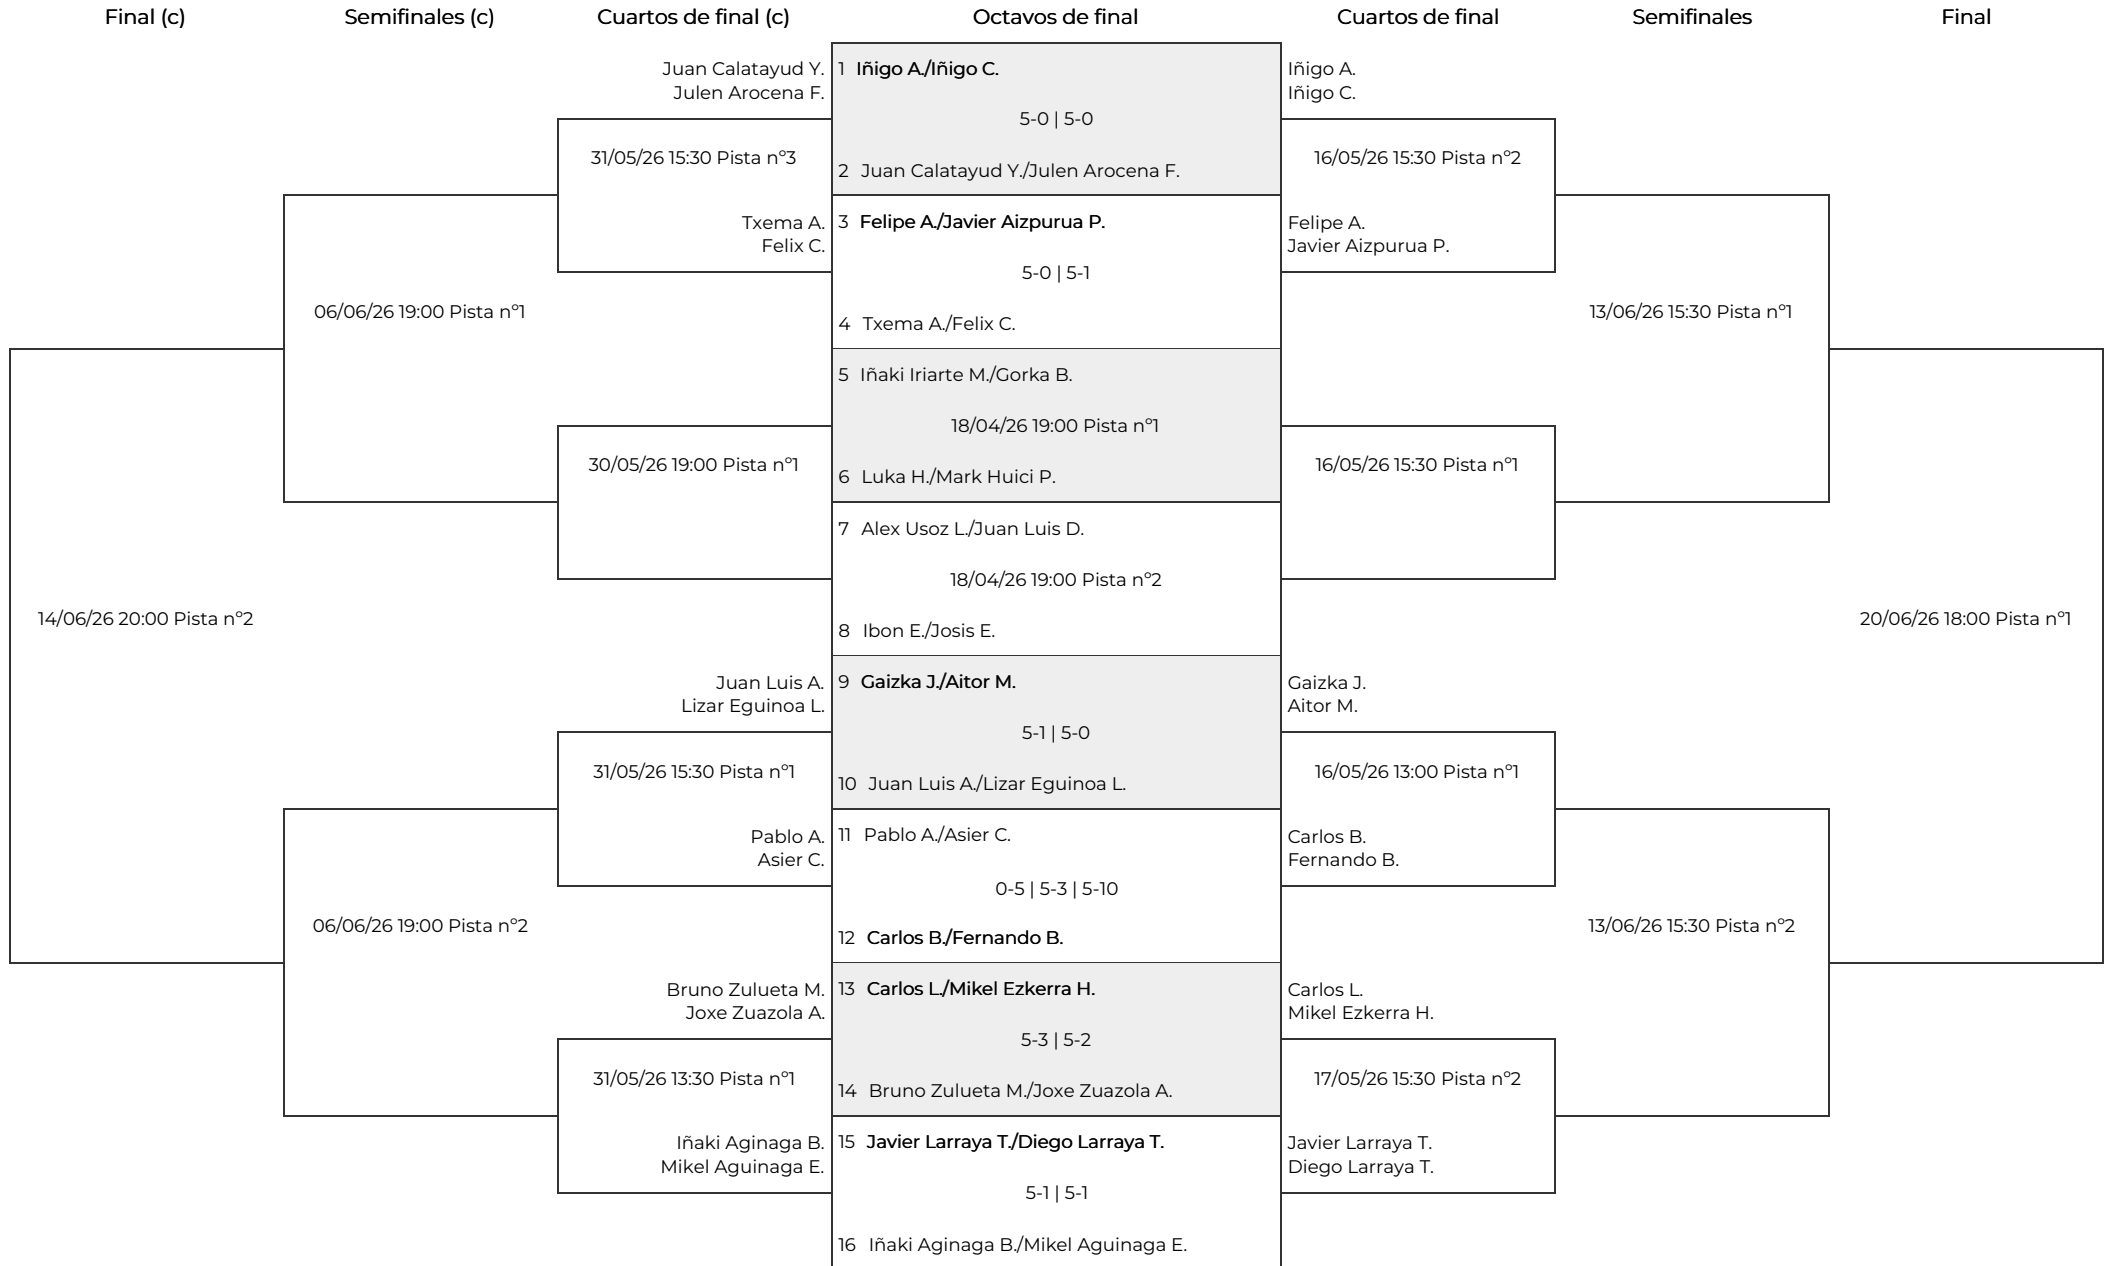 Final (c)
Semifinales (c)
Cuartos de final (c)
Octavos de final
Cuartos de final
Semifinales
Final
Juan Calatayud Y.
Julen Arocena F.
31/05/26 15:30 Pista nº3
Txema A.
Felix C.
06/06/26 19:00 Pista nº1
30/05/26 19:00 Pista nº1
14/06/26 20:00 Pista nº2
Juan Luis A.
Lizar Eguinoa L.
31/05/26 15:30 Pista nº1
Pablo A.
Asier C.
06/06/26 19:00 Pista nº2
Bruno Zulueta M.
Joxe Zuazola A.
31/05/26 13:30 Pista nº1
Iñaki Aginaga B.
Mikel Aguinaga E.
1 Iñigo A./Iñigo C.
5-0 | 5-0
2 Juan Calatayud Y./Julen Arocena F.
3 Felipe A./Javier Aizpurua P.
5-0 | 5-1
4 Txema A./Felix C.
5 Iñaki Iriarte M./Gorka B.
18/04/26 19:00 Pista nº1
6 Luka H./Mark Huici P.
7 Alex Usoz L./Juan Luis D.
18/04/26 19:00 Pista nº2
8 Ibon E./Josis E.
9 Gaizka J./Aitor M.
5-1 | 5-0
10 Juan Luis A./Lizar Eguinoa L.
11 Pablo A./Asier C.
0-5 | 5-3 | 5-10
12 Carlos B./Fernando B.
13 Carlos L./Mikel Ezkerra H.
5-3 | 5-2
14 Bruno Zulueta M./Joxe Zuazola A.
15 Javier Larraya T./Diego Larraya T.
5-1 | 5-1
16 Iñaki Aginaga B./Mikel Aguinaga E.
Iñigo A.
Iñigo C.
16/05/26 15:30 Pista nº2
Felipe A.
Javier Aizpurua P.
13/06/26 15:30 Pista nº1
16/05/26 15:30 Pista nº1
20/06/26 18:00 Pista nº1
Gaizka J.
Aitor M.
16/05/26 13:00 Pista nº1
Carlos B.
Fernando B.
13/06/26 15:30 Pista nº2
Carlos L.
Mikel Ezkerra H.
17/05/26 15:30 Pista nº2
Javier Larraya T.
Diego Larraya T.